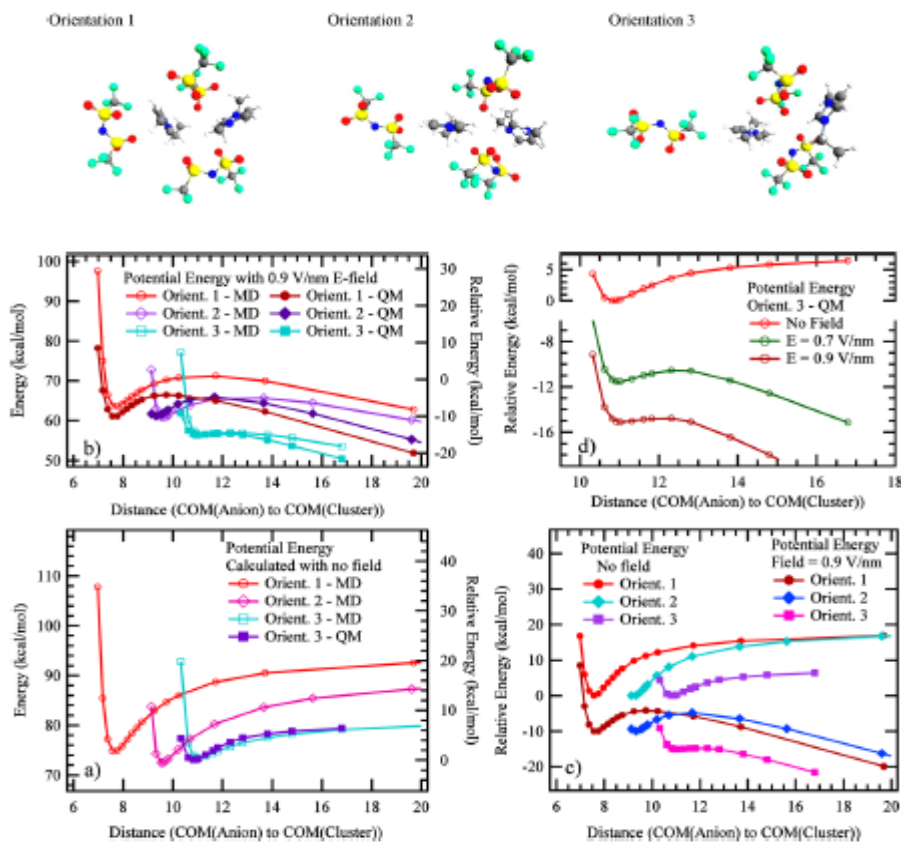 Orientation 1
Orientation 2
Orientation 3
100
90
80
70
60
50
Energy (kcal/mol)
Potential Energy with 0.9 V/nm E-field
Orient. 1 - MD
Orient. 1 - QM
Orient. 2 - MD
Orient. 2 - QM
Orient. 3 - MD
Orient. 3 - QM
b)
30
20
10
0
-10
-20
Relative Energy (kcal/mol)
6 8 10 12 14 16 18 20
Distance (COM(Anion) to COM(Cluster))
5
0
-12
-16
Relative Energy (kcal/mol)
Potential Energy
Orient. 3 - QM
No Field
E = 0.7 V/nm
E = 0.9 V/nm
d)
10 12 14 16 18
Distance (COM(Anion) to COM(Cluster))
110
100
90
80
70
Energy (kcal/mol)
Potential Energy
Calculated with no field
Orient. 1 - MD
Orient. 2 - MD
Orient. 3 - MD
Orient. 3 - QM
a)
40
30
20
10
0
Relative Energy (kcal/mol)
6 8 10 12 14 16 18 20
Distance (COM(Anion) to COM(Cluster))
40
30
20
10
0
-10
-20
Relative Energy (kcal/mol)
Potential Energy
No field
Orient. 1
Orient. 2
Orient. 3
Potential Energy
Field = 0.9 V/nm
Orient. 1
Orient. 2
Orient. 3
c)
6 8 10 12 14 16 18 20
Distance (COM(Anion) to COM(Cluster))